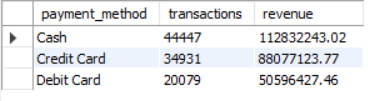 payment_method transactions revenue
Cash 44447 112832243.02
Credit Card 34931 88077123.77
Debit Card 20079 50596427.46